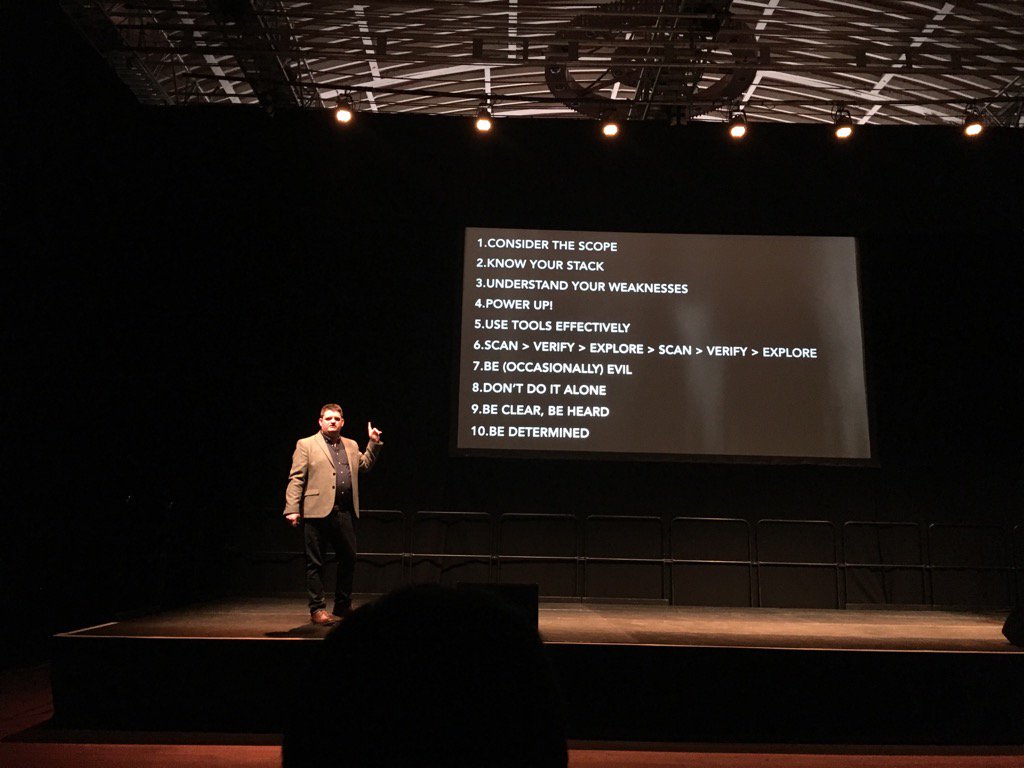 1.CONSIDER THE SCOPE
2.KNOW YOUR STACK
3.UNDERSTAND YOUR WEAKNESSES
4.POWER UP!
5.USE TOOLS EFFECTIVELY
6.SCAN > VERIFY > EXPLORE > SCAN > VERIFY > EXPLORE
7.BE (OCCASIONALLY) EVIL
8.DON'T DO IT ALONE
9.BE CLEAR, BE HEARD
10.BE DETERMINED